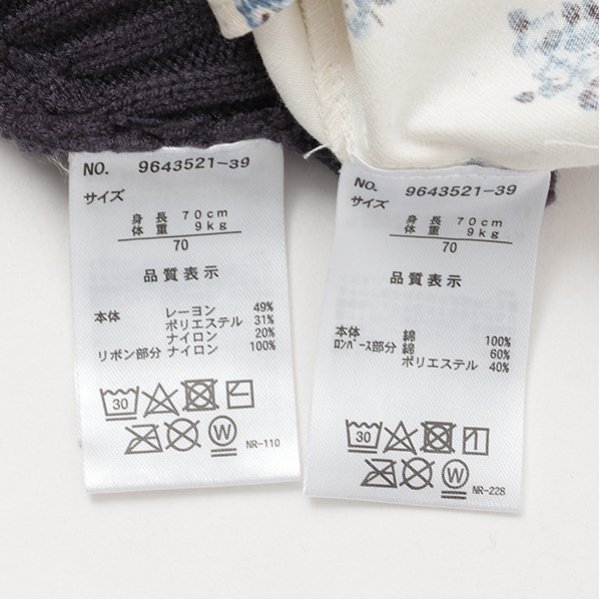 NO. 9643521-39
サイズ
身長 70cm
体重 9kg
70
品質表示
本体 レーヨン 49%
ポリエステル 31%
ナイロン 20%
リボン部分 ナイロン 100%
30
W
NR-110
NO. 9643521-39
サイズ
身長 70cm
体重 9kg
70
品質表示
本体 綿 100%
ロンパース部分 綿 60%
ポリエステル 40%
30
W
NR-228